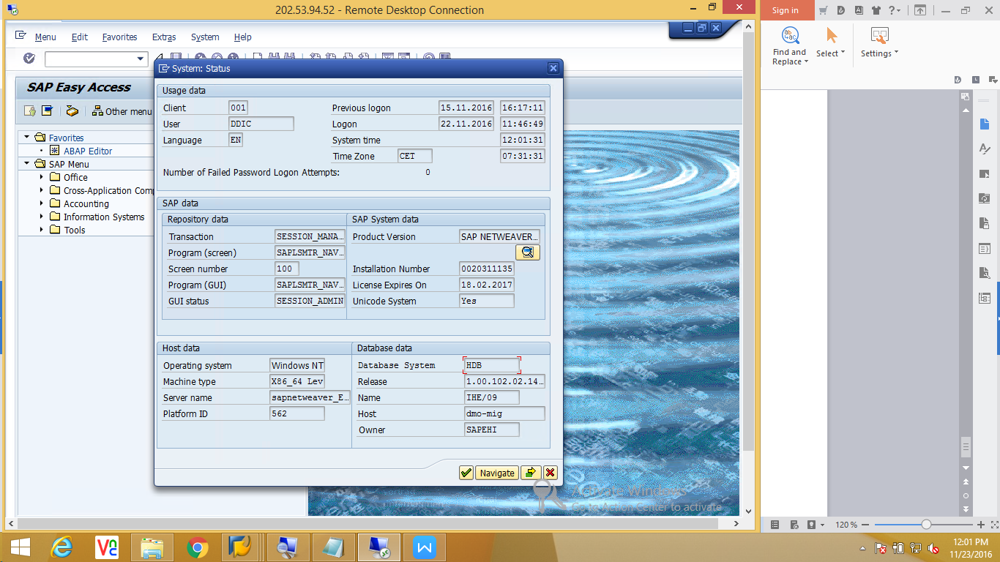 202.53.94.52 - Remote Desktop Connection
Sign in
Menu Edit Favorites Extras System Help
Find and Replace
Select
Settings
System: Status
SAP Easy Access
Other menu
Favorites
ABAP Editor
SAP Menu
Office
Cross-Application Com
Accounting
Information Systems
Tools
Usage data
Client 001 Previous logon 15.11.2016 16:17:11
User DDIC Logon 22.11.2016 11:46:49
Language EN System time 12:01:31
Time Zone CET 07:31:31
Number of Failed Password Logon Attempts: 0
SAP data
Repository data SAP System data
Transaction SESSION_MANA... Product Version SAP NETWEAVER...
Program (screen) SAPLSMTR_NAV...
Screen number 100 Installation Number 0020311135
Program (GUI) SAPLSMTR_NAV... License Expires On 18.02.2017
GUI status SESSION_ADMIN Unicode System Yes
Host data Database data
Operating system Windows NT Database System HDB
Machine type X86_64 Lev Release 1.00.102.02.14...
Server name sapnetweaver_E... Name IHE/09
Platform ID 562 Host dmo-mig
Owner SAPEHI
Navigate
Activate Windows
Go to Action Center to activate
120 %
VNC
12:01 PM
11/23/2016